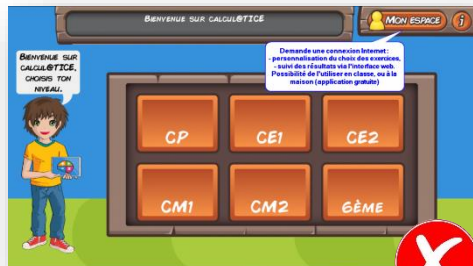 BIENVENUE SUR CALCUL@TICE
MON ESPACE
i
Demande une connexion Internet :
- personnalisation du choix des exercices,
- suivi des résultats via l'interface web.
Possibilité de l'utiliser en classe, ou à la
maison (application gratuite)
BIENVENUE SUR
CALCUL@TICE,
CHOISIS TON
NIVEAU.
CP
CE1
CE2
CM1
CM2
6ÈME